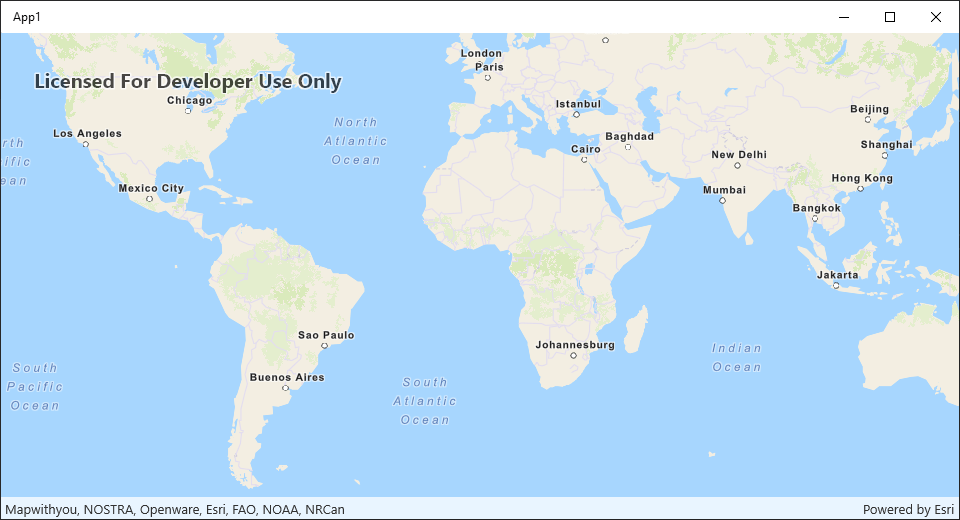 App1
London
Paris
Licensed For Developer Use Only
Chicago
Istanbul
Beijing
Los Angeles
North
Atlantic
Ocean
Baghdad
Cairo
Shanghai
New Delhi
rth
ific
ean
Mexico City
Mumbai
Hong Kong
Bangkok
Jakarta
Sao Paulo
Johannesburg
Indian
Ocean
South
Pacific
Ocean
Buenos Aires
South
Atlantic
Ocean
Mapwithyou, NOSTRA, Openware, Esri, FAO, NOAA, NRCan
Powered by Esri